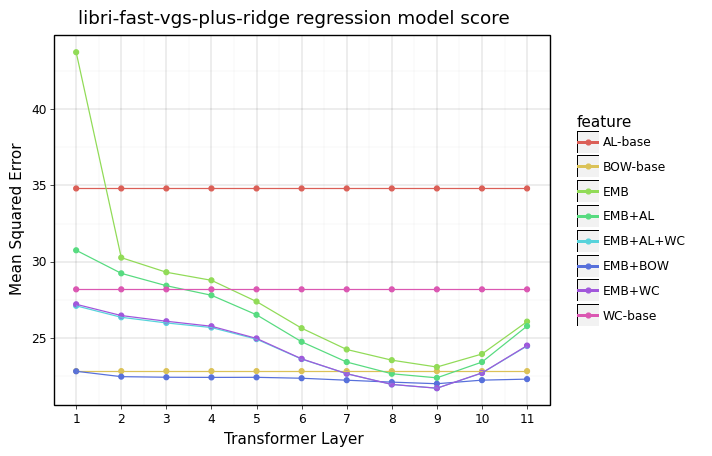 libri-fast-vgs-plus-ridge regression model score
Mean Squared Error
40
35
30
25
1 2 3 4 5 6 7 8 9 10 11
Transformer Layer
feature
AL-base
BOW-base
EMB
EMB+AL
EMB+AL+WC
EMB+BOW
EMB+WC
WC-base